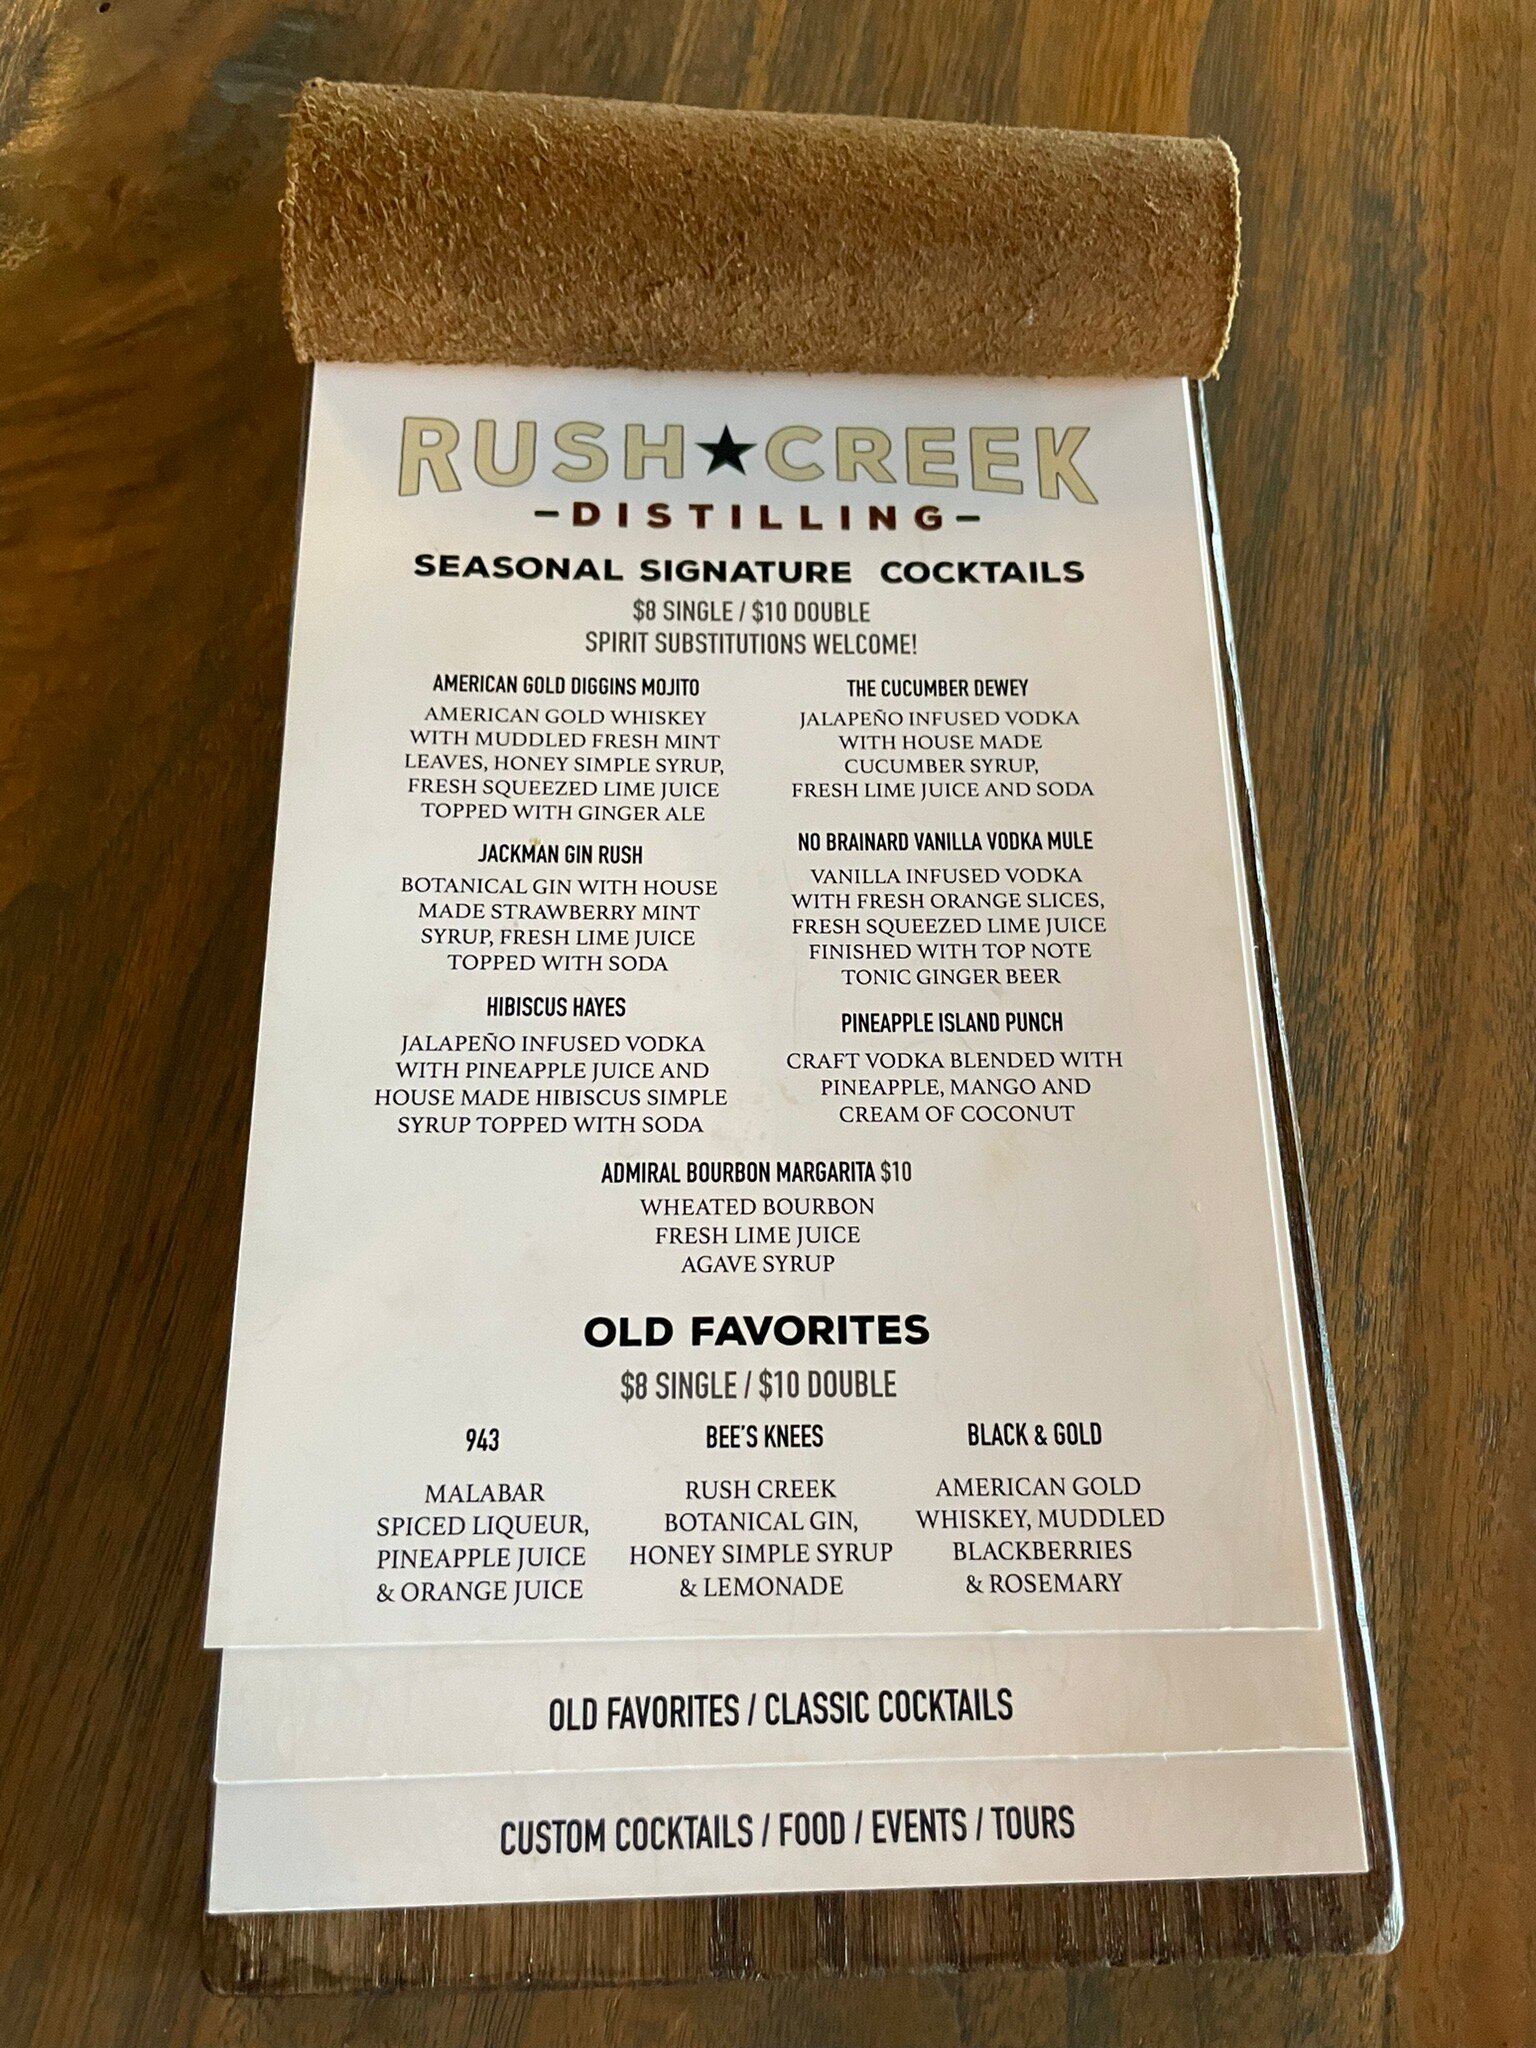 RUSH★CREEK
-DISTILLING-
SEASONAL SIGNATURE COCKTAILS
$8 SINGLE / $10 DOUBLE
SPIRIT SUBSTITUTIONS WELCOME!
AMERICAN GOLD DIGGINS MOJITO
AMERICAN GOLD WHISKEY
WITH MUDDLED FRESH MINT
LEAVES, HONEY SIMPLE SYRUP,
FRESH SQUEEZED LIME JUICE
TOPPED WITH GINGER ALE
JACKMAN GIN RUSH
BOTANICAL GIN WITH HOUSE
MADE STRAWBERRY MINT
SYRUP, FRESH LIME JUICE
TOPPED WITH SODA
HIBISCUS HAYES
JALAPEÑO INFUSED VODKA
WITH PINEAPPLE JUICE AND
HOUSE MADE HIBISCUS SIMPLE
SYRUP TOPPED WITH SODA
THE CUCUMBER DEWEY
JALAPEÑO INFUSED VODKA
WITH HOUSE MADE
CUCUMBER SYRUP,
FRESH LIME JUICE AND SODA
NO BRAINARD VANILLA VODKA MULE
VANILLA INFUSED VODKA
WITH FRESH ORANGE SLICES,
FRESH SQUEEZED LIME JUICE
FINISHED WITH TOP NOTE
TONIC GINGER BEER
PINEAPPLE ISLAND PUNCH
CRAFT VODKA BLENDED WITH
PINEAPPLE, MANGO AND
CREAM OF COCONUT
ADMIRAL BOURBON MARGARITA $10
WHEATED BOURBON
FRESH LIME JUICE
AGAVE SYRUP
OLD FAVORITES
$8 SINGLE / $10 DOUBLE
943
MALABAR
SPICED LIQUEUR,
PINEAPPLE JUICE
& ORANGE JUICE
BEE'S KNEES
RUSH CREEK
BOTANICAL GIN,
HONEY SIMPLE SYRUP
& LEMONADE
BLACK & GOLD
AMERICAN GOLD
WHISKEY, MUDDLED
BLACKBERRIES
& ROSEMARY
OLD FAVORITES / CLASSIC COCKTAILS
CUSTOM COCKTAILS / FOOD / EVENTS / TOURS